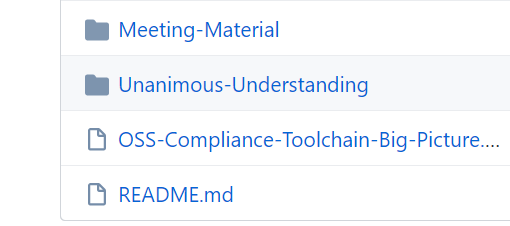 Meeting-Material
Unanimous-Understanding
OSS-Compliance-Toolchain-Big-Picture....
README.md